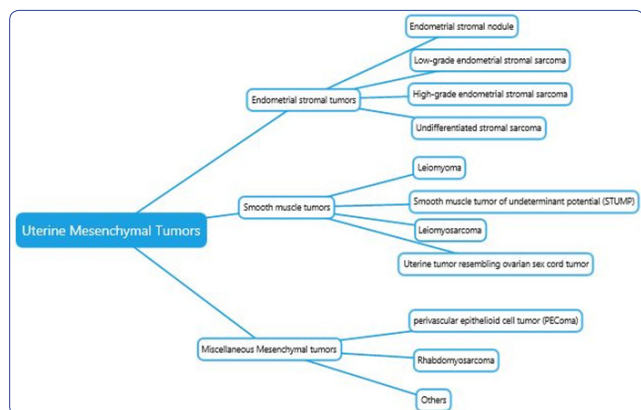 Uterine Mesenchymal Tumors
Endometrial stromal tumors
Endometrial stromal nodule
Low-grade endometrial stromal sarcoma
High-grade endometrial stromal sarcoma
Undifferentiated stromal sarcoma
Smooth muscle tumors
Leiomyoma
Smooth muscle tumor of undeterminant potential (STUMP)
Leiomyosarcoma
Uterine tumor resembling ovarian sex cord tumor
Miscellaneous Mesenchymal tumors
perivascular epithelioid cell tumor (PEComa)
Rhabdomyosarcoma
Others